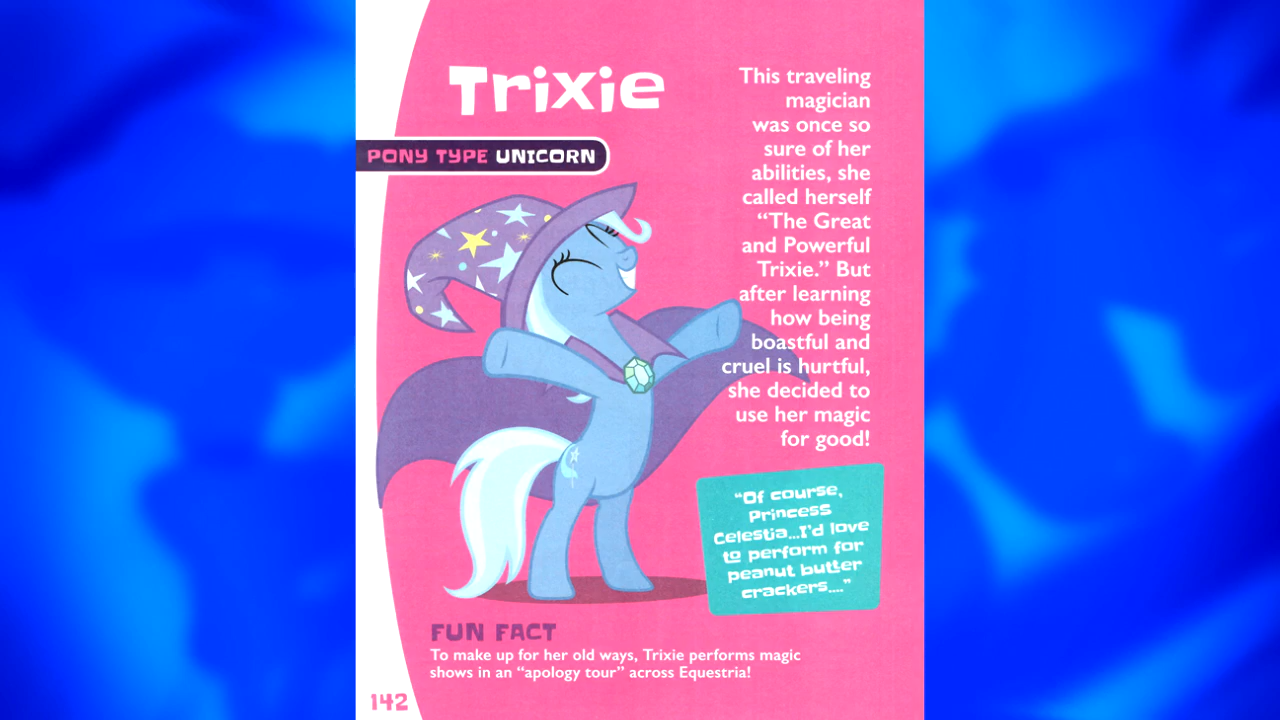 Trixie
PONY TYPE UNICORN
This traveling
magician
was once so
sure of her
abilities, she
called herself
“The Great
and Powerful
Trixie.” But
after learning
how being
boastful and
cruel is hurtful,
she decided to
use her magic
for good!
“Of course,
Princess
Celestia...I’d love
to perform for
peanut butter
crackers....”
FUN FACT
To make up for her old ways, Trixie performs magic
shows in an “apology tour” across Equestria!
142